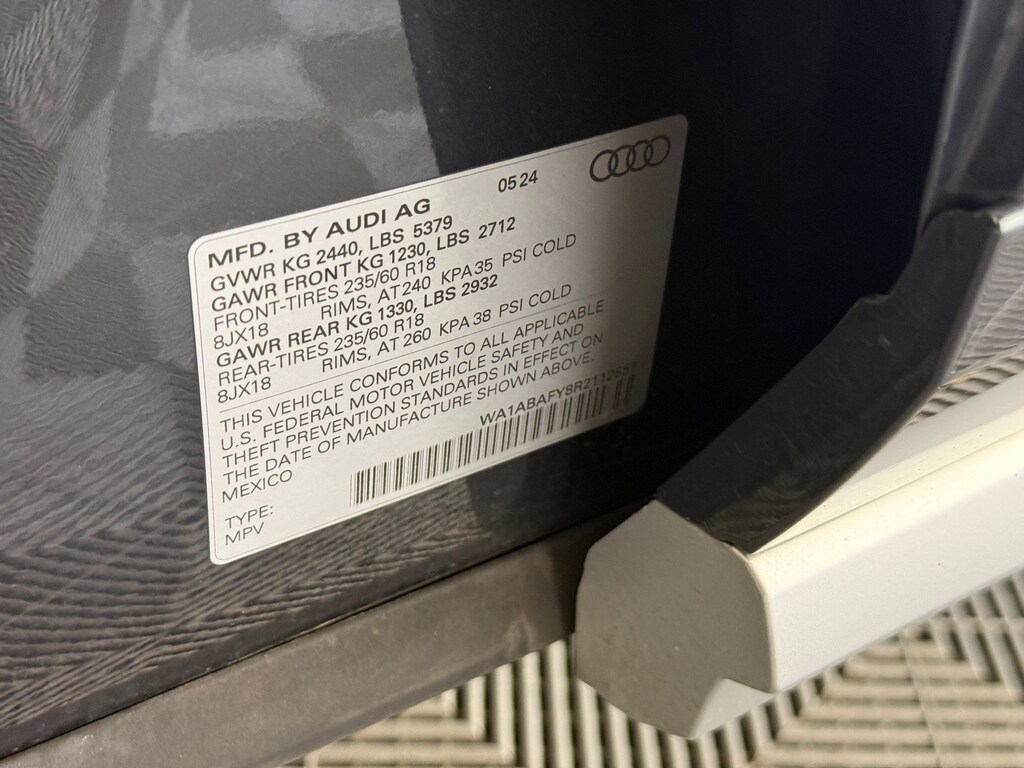 05 24
MFD. BY AUDI AG
GVWR KG 2440, LBS 5379
GAWR FRONT KG 1230, LBS 2712
FRONT-TIRES 235/60 R18
8JX18 RIMS, AT 240 KPA 35 PSI COLD
GAWR REAR KG 1330, LBS 2932
REAR-TIRES 235/60 R18
8JX18 RIMS, AT 260 KPA 38 PSI COLD
THIS VEHICLE CONFORMS TO ALL APPLICABLE
U.S. FEDERAL MOTOR VEHICLE SAFETY AND
THEFT PREVENTION STANDARDS IN EFFECT ON
THE DATE OF MANUFACTURE SHOWN ABOVE.
MEXICO
TYPE:
MPV